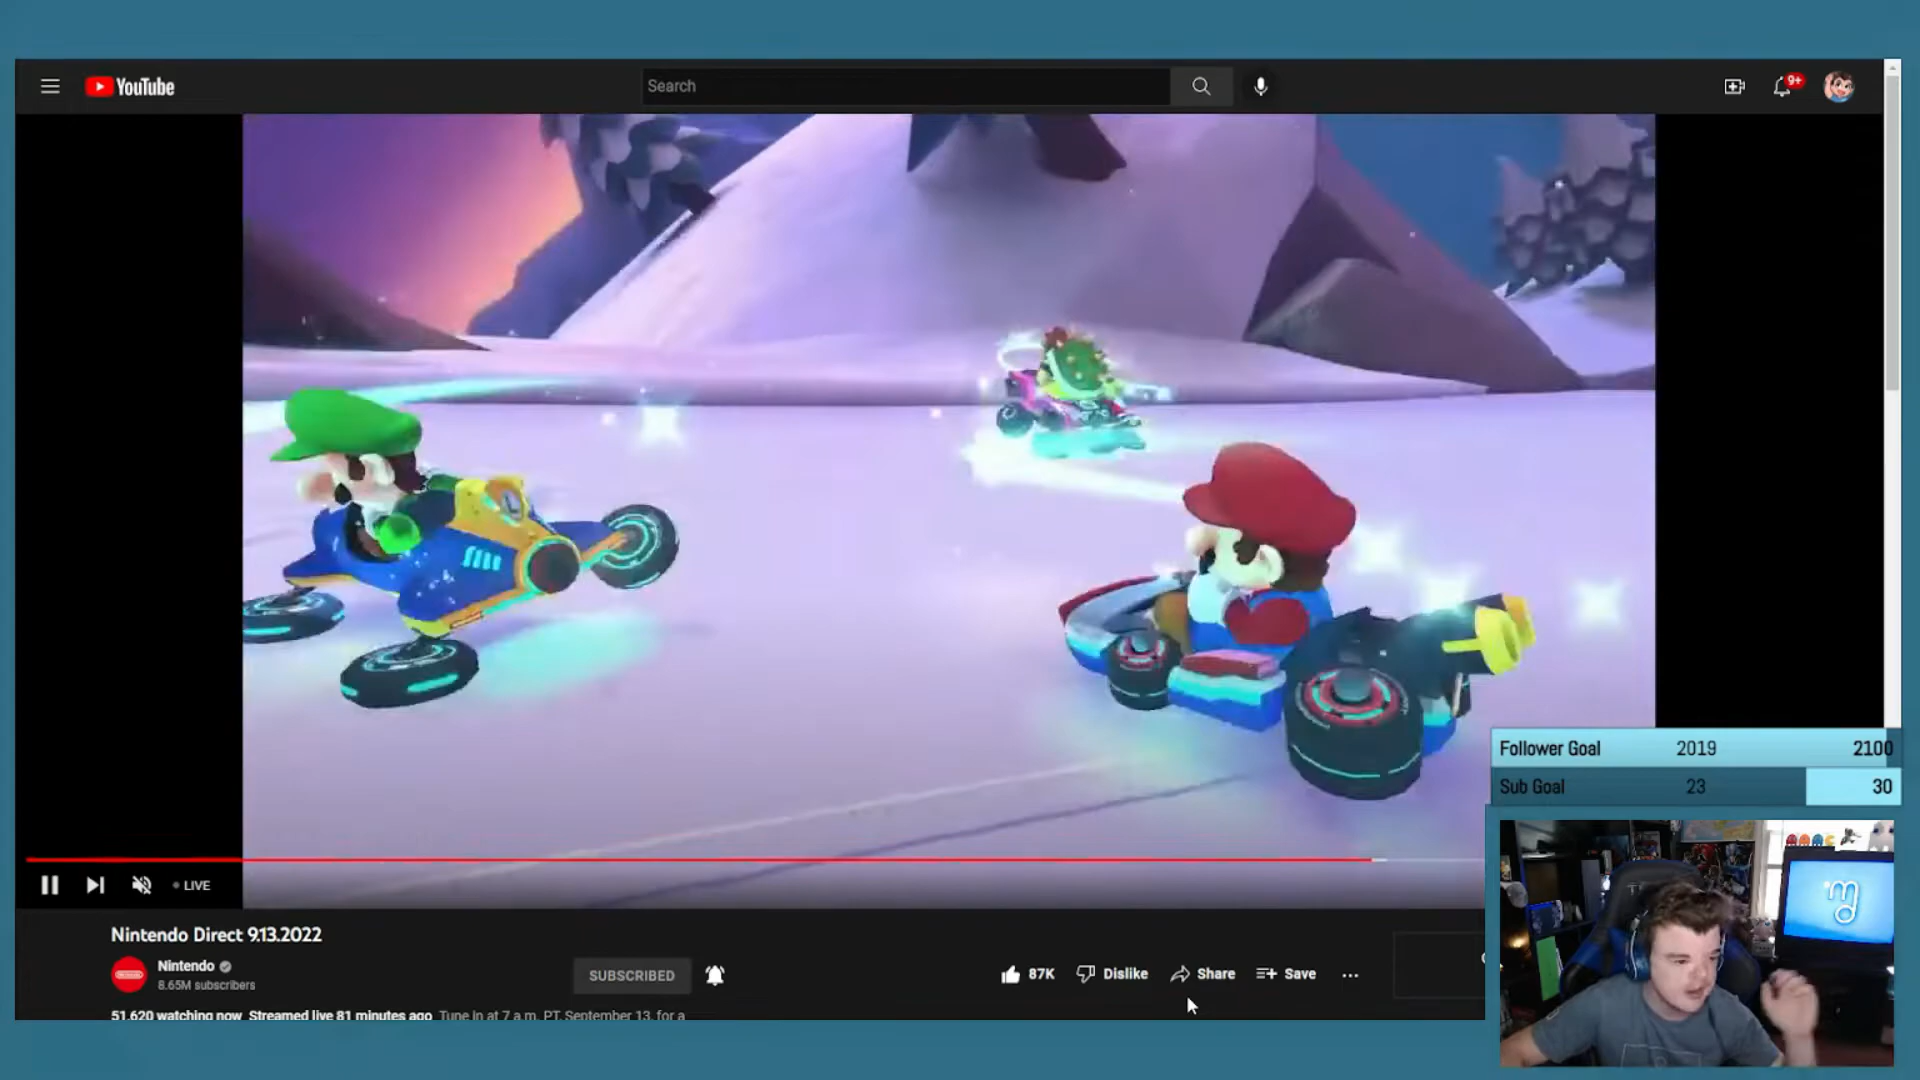 YouTube
Search
9+
LIVE
Follower Goal 2019 2100
Sub Goal 23 30
Nintendo Direct 9.13.2022
Nintendo
8.65M subscribers
SUBSCRIBED
87K Dislike Share Save
51,620 watching now Streamed live 81 minutes ago Tune in at 7 a.m. PT, September 13, for a